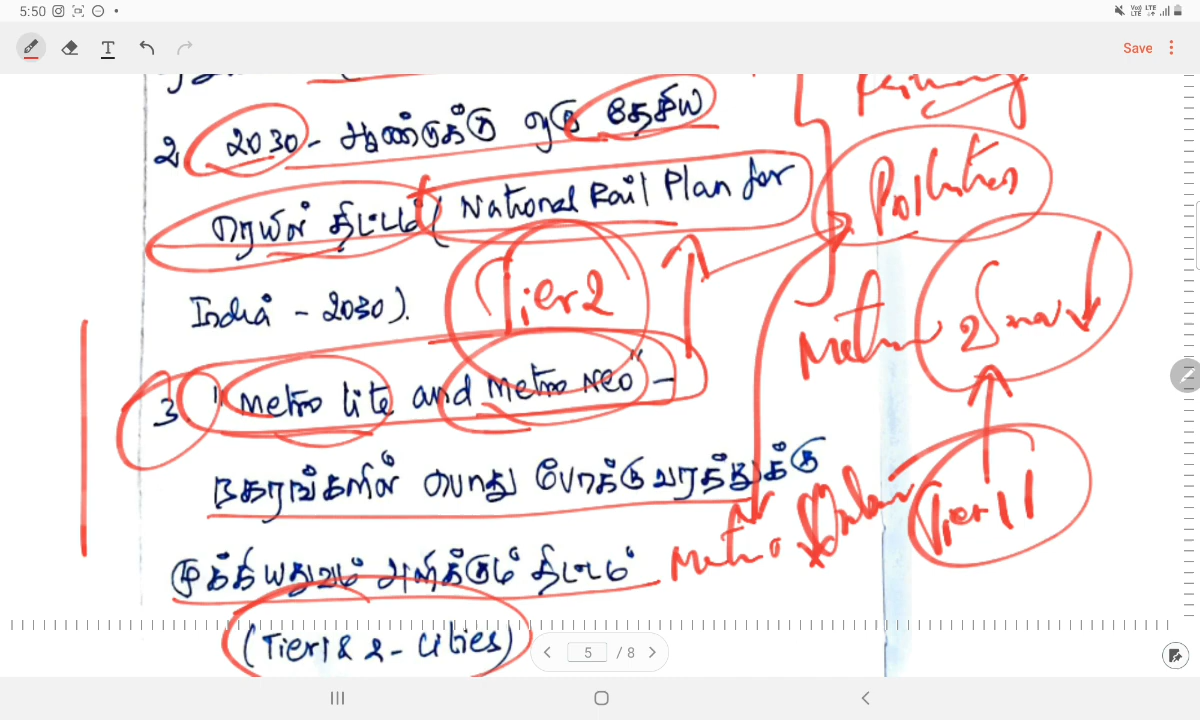 5:50
Save
2 2030 - ஆண்டுக்கு ஒரு தேசிய
ரெயில் திட்டம் ( National Rail Plan for
India - 2030 ).
Tier 2
Pollution
Metro
3 "Metro lite and Metro Neo" -
நகரங்களில் பொது போக்குவரத்துக்கு
Tier 1
முக்கியதுவம் அளிக்கும் திட்டம்
Metro
(Tier 1 & 2 - Cities)
5 / 8